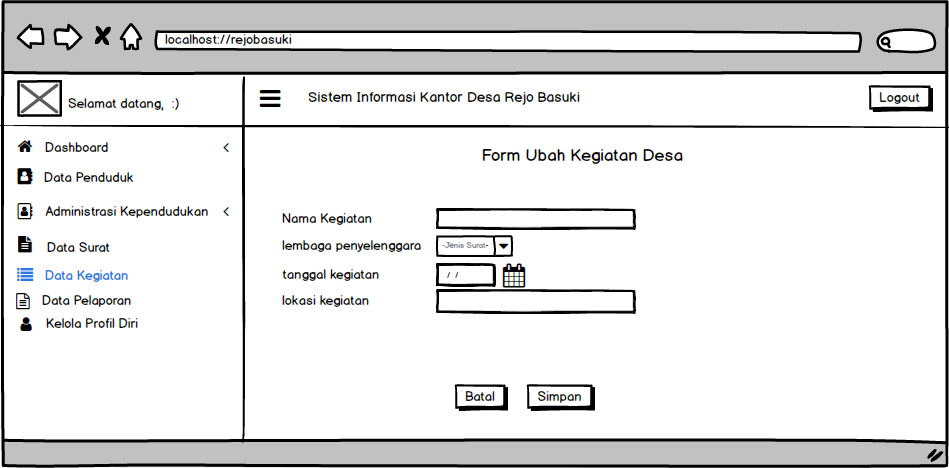 localhost://rejobasuki
Selamat datang, :)
Sistem Informasi Kantor Desa Rejo Basuki
Logout
Dashboard
Data Penduduk
Administrasi Kependudukan
Data Surat
Data Kegiatan
Data Pelaporan
Kelola Profil Diri
Form Ubah Kegiatan Desa
Nama Kegiatan
lembaga penyelenggara -Jenis Surat-
tanggal kegiatan / /
lokasi kegiatan
Batal Simpan